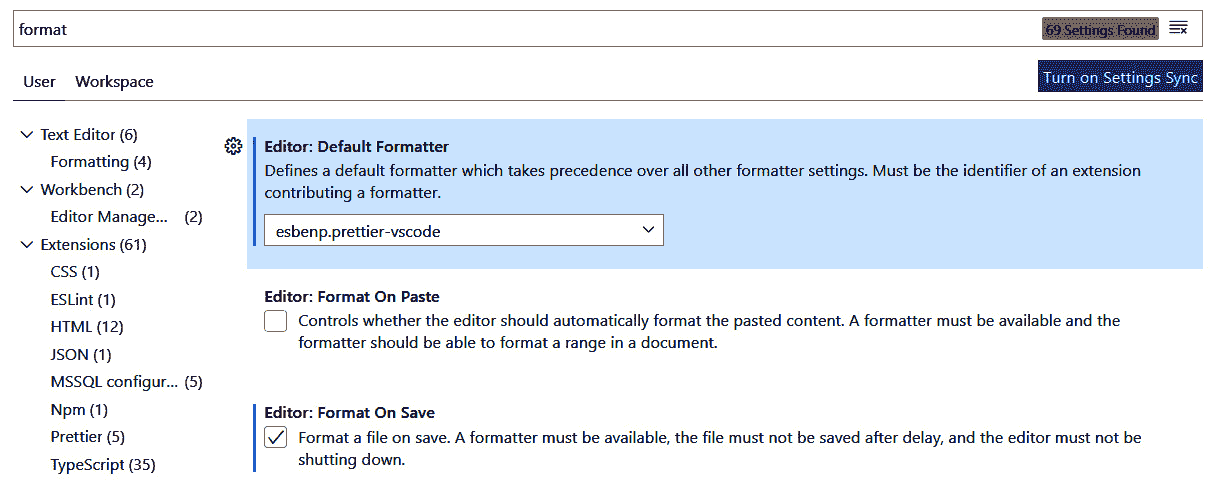 format
69 Settings Found
User Workspace
Turn on Settings Sync
Text Editor (6)
Formatting (4)
Workbench (2)
Editor Manage... (2)
Extensions (61)
CSS (1)
ESLint (1)
HTML (12)
JSON (1)
MSSQL configur... (5)
Npm (1)
Prettier (5)
TypeScript (35)
Editor: Default Formatter
Defines a default formatter which takes precedence over all other formatter settings. Must be the identifier of an extension
contributing a formatter.
esbenp.prettier-vscode
Editor: Format On Paste
Controls whether the editor should automatically format the pasted content. A formatter must be available and the
formatter should be able to format a range in a document.
Editor: Format On Save
Format a file on save. A formatter must be available, the file must not be saved after delay, and the editor must not be
shutting down.